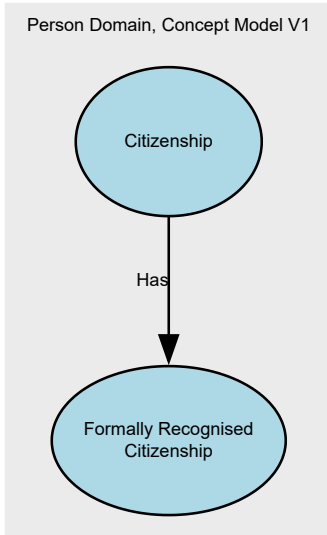 Person Domain, Concept Model V1
Citizenship
Has
Formally Recognised
Citizenship